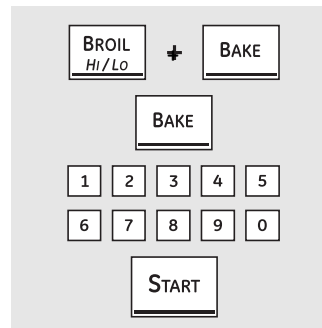 BROIL + BAKE
HI / LO
BAKE
1 2 3 4 5
6 7 8 9 0
START